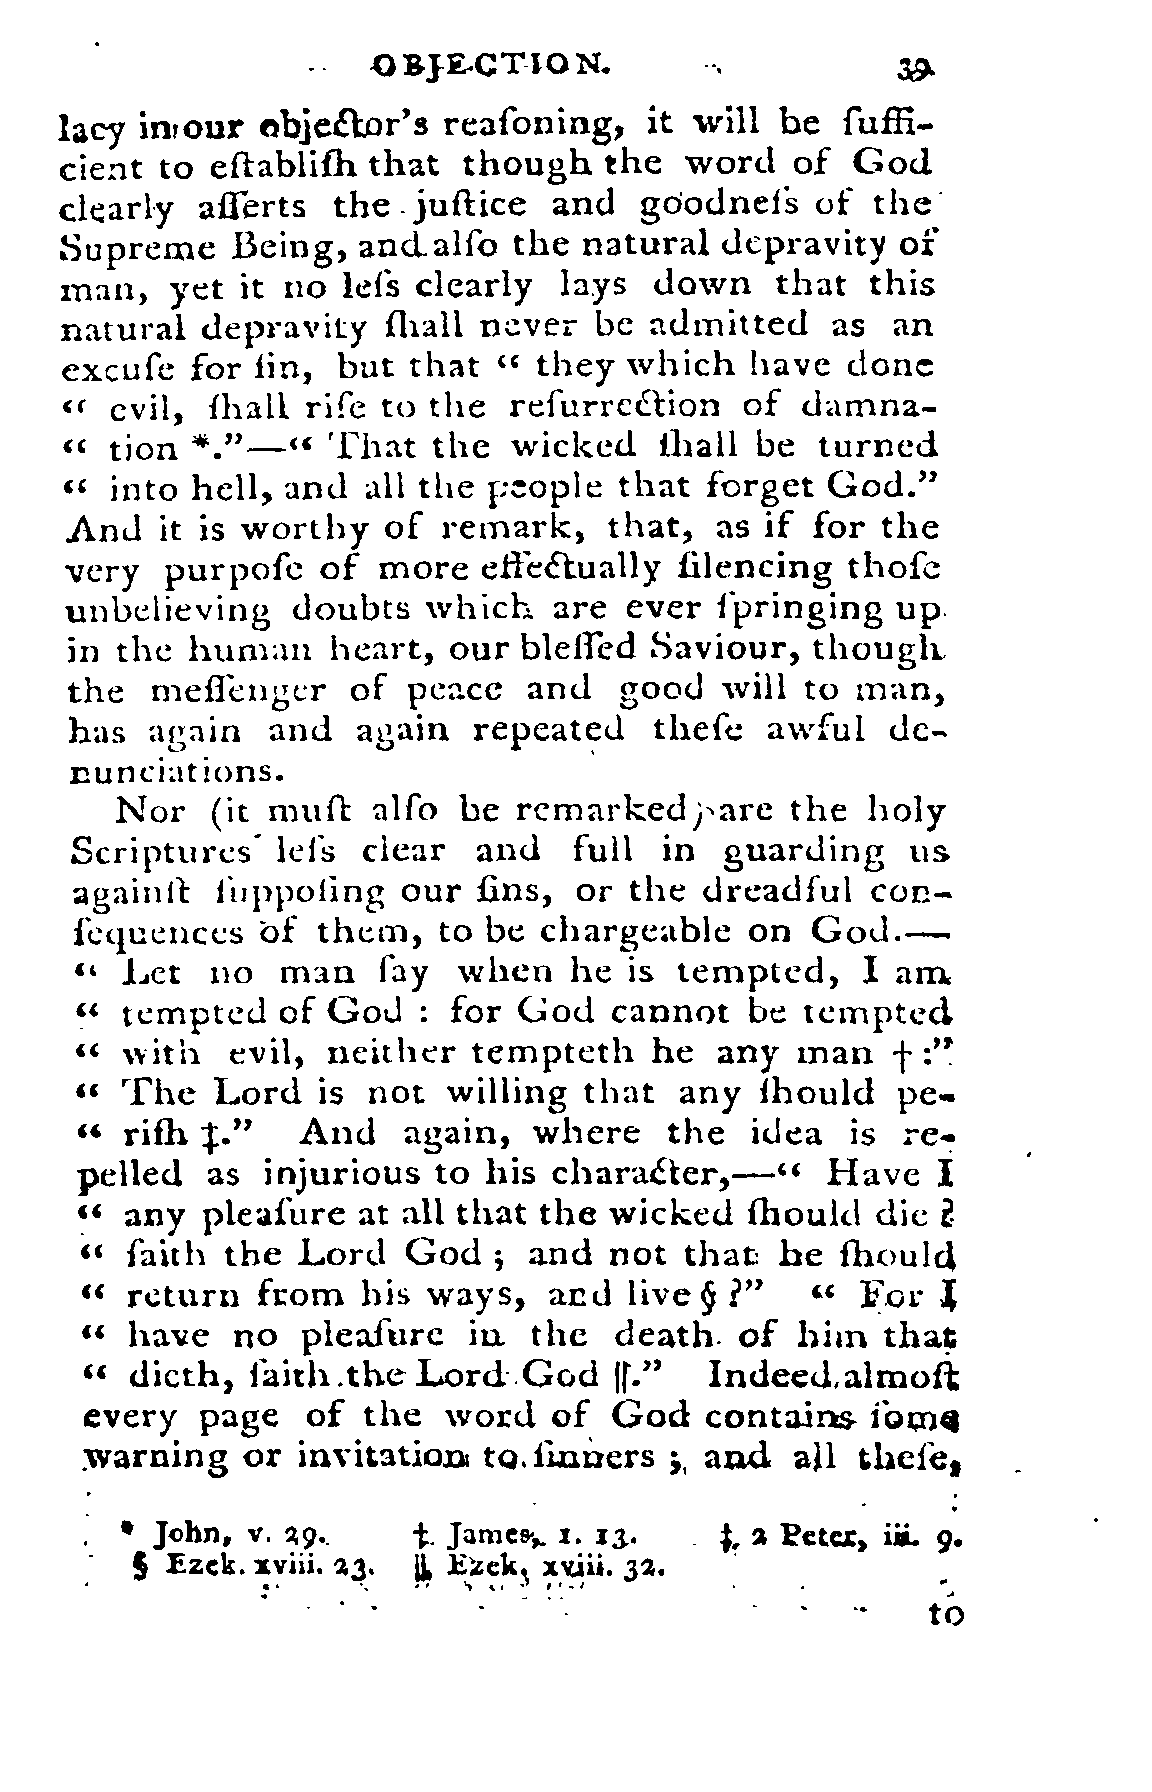 OBJECTION. 39
lacy in our objector's reaſoning, it will be ſuffi-
cient to eſtabliſh that though the word of God
clearly aſſerts the juſtice and goodneſs of the
Supreme Being, and alſo the natural depravity of
man, yet it no leſs clearly lays down that this
natural depravity ſhall never be admitted as an
excuſe for ſin, but that “ they which have done
“ evil, ſhall riſe to the reſurrection of damna-
“ tion *.”—“ That the wicked ſhall be turned
“ into hell, and all the people that forget God.”
And it is worthy of remark, that, as if for the
very purpoſe of more effectually ſilencing thoſe
unbelieving doubts which are ever ſpringing up
in the human heart, our bleſſed Saviour, though
the meſſenger of peace and good will to man,
has again and again repeated theſe awful de-
nunciations.
Nor (it muſt alſo be remarked) are the holy
Scriptures leſs clear and full in guarding us
againſt ſuppoſing our ſins, or the dreadful con-
ſequences of them, to be chargeable on God.—
“ Let no man ſay when he is tempted, I am
“ tempted of God : for God cannot be tempted
“ with evil, neither tempteth he any man † :”
“ The Lord is not willing that any ſhould pe-
“ riſh ‡.” And again, where the idea is re-
pelled as injurious to his character,—“ Have I
“ any pleaſure at all that the wicked ſhould die ?
“ ſaith the Lord God ; and not that he ſhould
“ return from his ways, and live § ?” “ For I
“ have no pleaſure in the death of him that
“ dieth, ſaith the Lord God ||.” Indeed almoſt
every page of the word of God contains ſome
warning or invitation to ſinners ; and all theſe,
* John, v. 29. † James, 1. 13. ‡ 2 Peter, iii. 9.
§ Ezek. xviii. 23. || Ezek, xviii. 32.
to